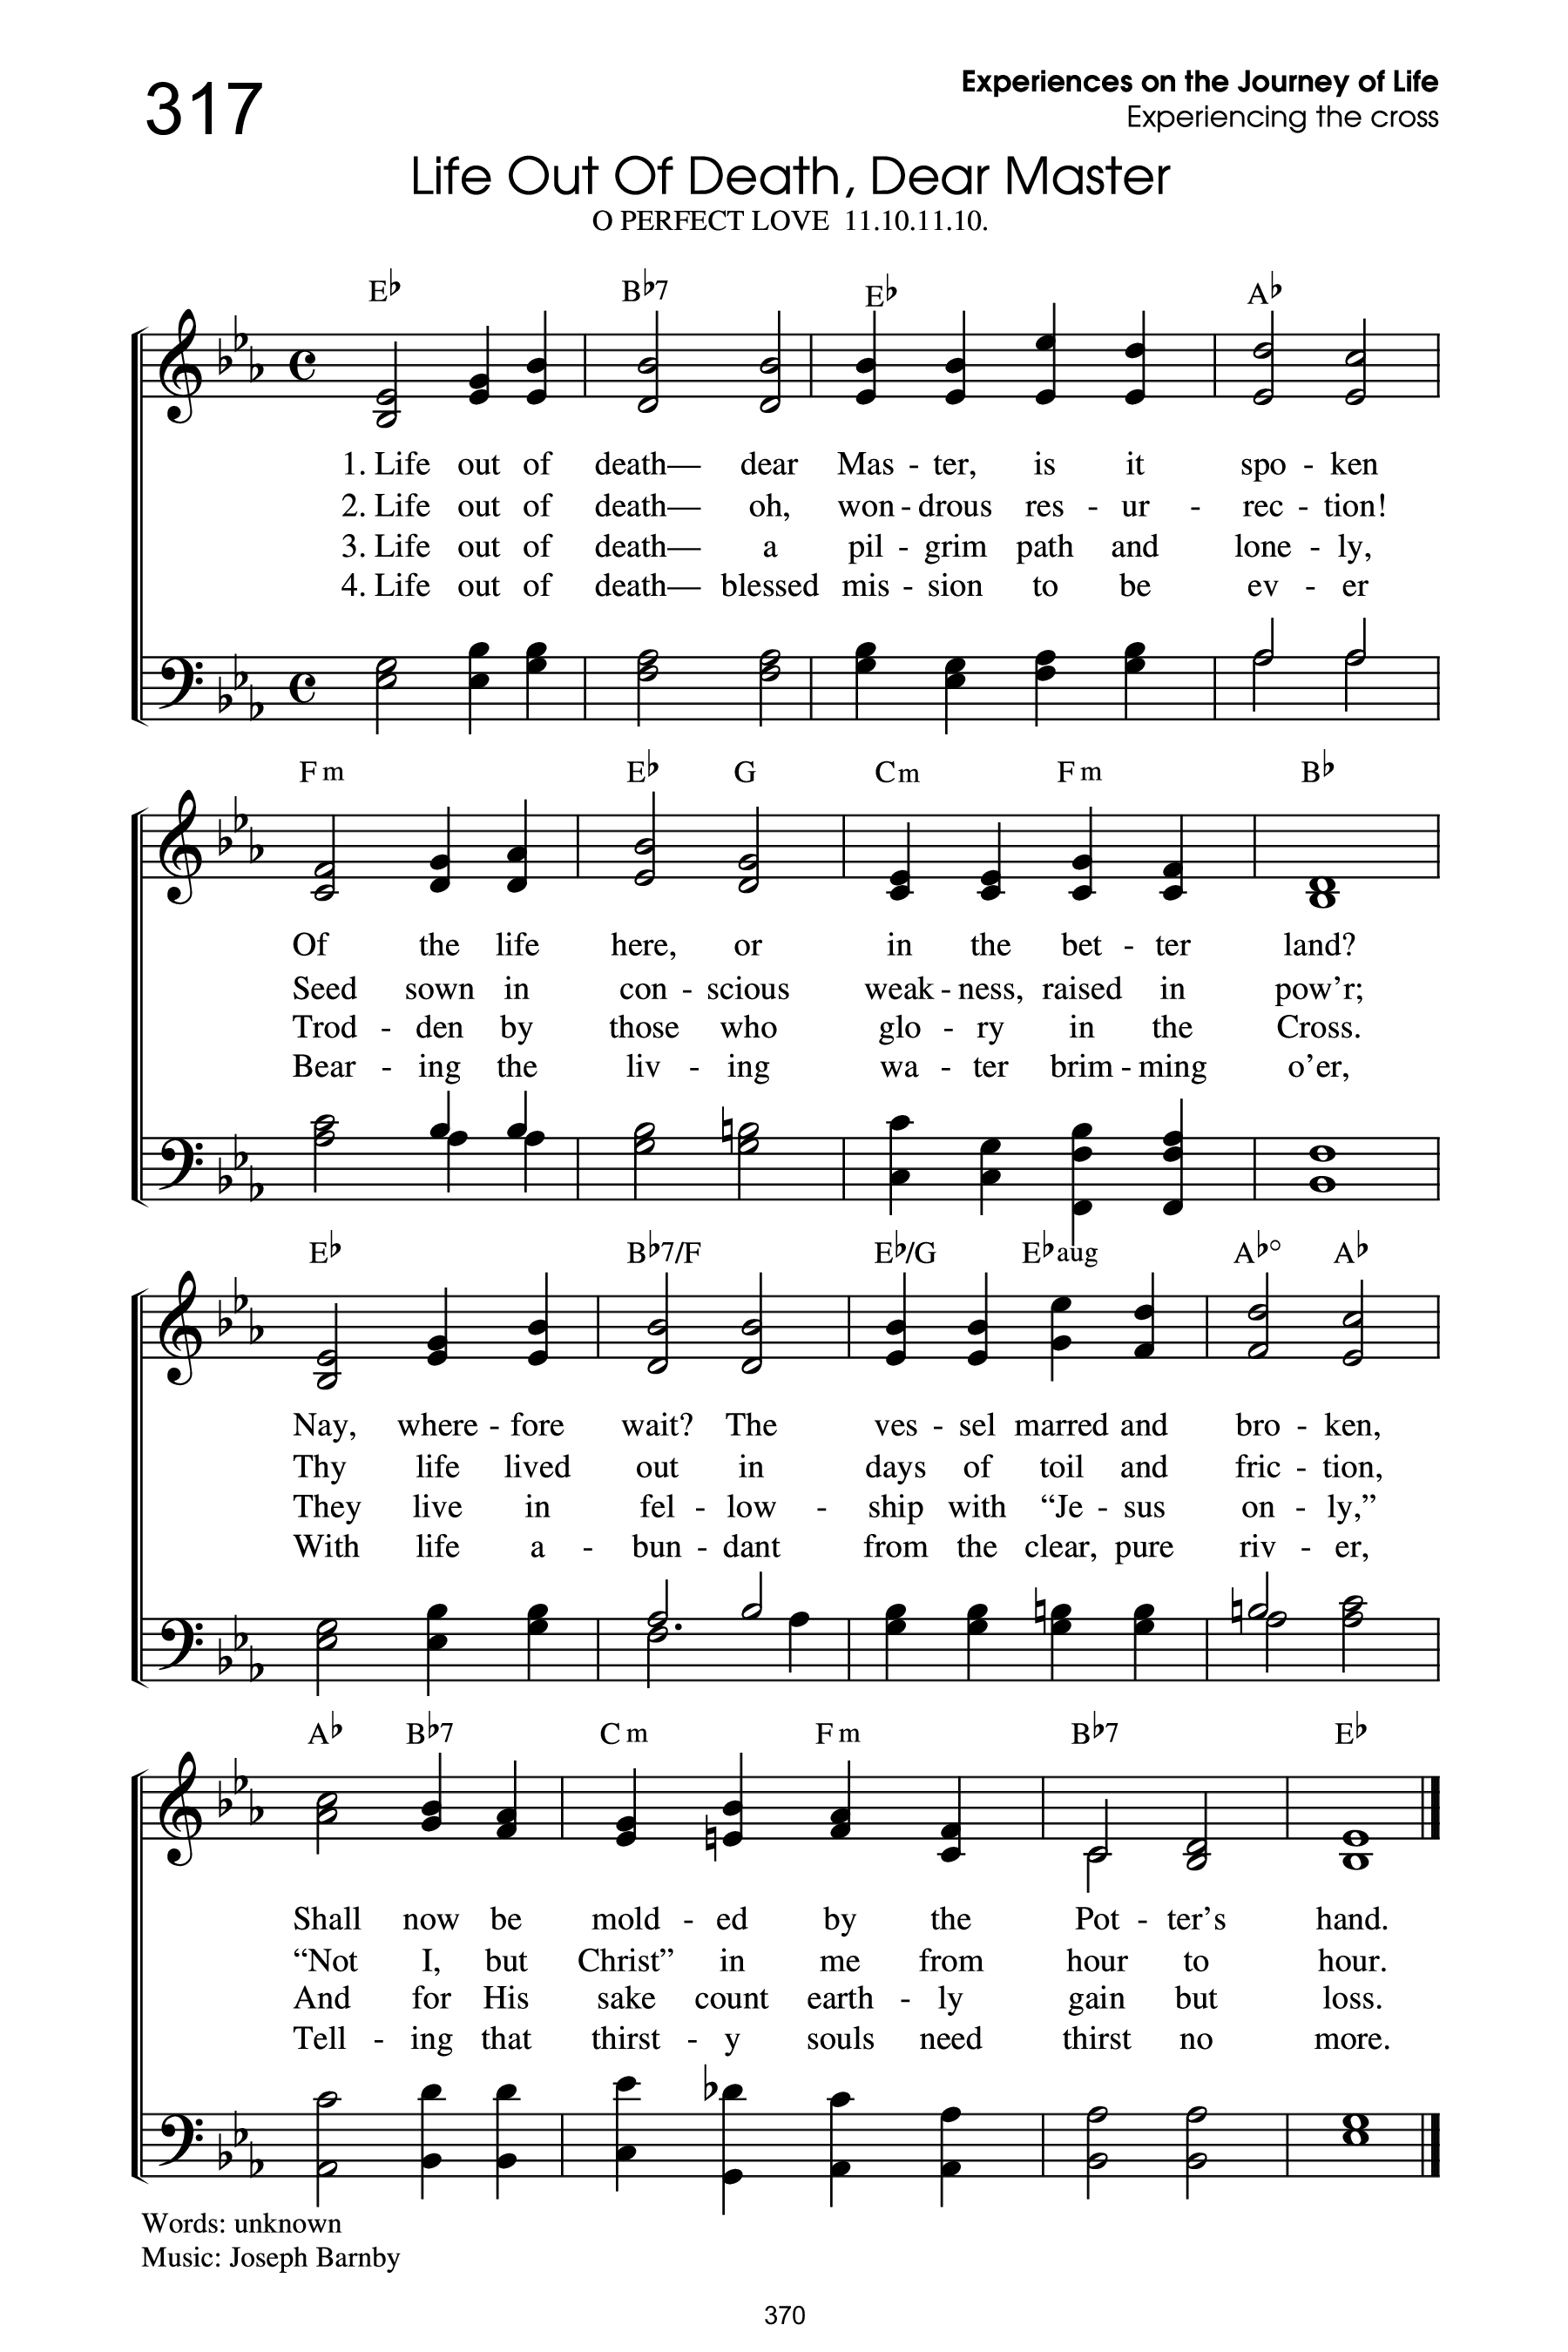 317
Experiences on the Journey of Life
Experiencing the cross
Life Out Of Death, Dear Master
O PERFECT LOVE 11.10.11.10.
E♭ B♭7 E♭ A♭
1. Life out of death— dear Mas - ter, is it spo - ken
2. Life out of death— oh, won - drous res - ur - rec - tion!
3. Life out of death— a pil - grim path and lone - ly,
4. Life out of death— blessed mis - sion to be ev - er
Fm E♭ G Cm Fm B♭
Of the life here, or in the bet - ter land?
Seed sown in con - scious weak - ness, raised in pow’r;
Trod - den by those who glo - ry in the Cross.
Bear - ing the liv - ing wa - ter brim - ming o’er,
E♭ B♭7/F E♭/G E♭aug A♭° A♭
Nay, where - fore wait? The ves - sel marred and bro - ken,
Thy life lived out in days of toil and fric - tion,
They live in fel - low - ship with “Je - sus on - ly,”
With life a - bun - dant from the clear, pure riv - er,
A♭ B♭7 Cm Fm B♭7 E♭
Shall now be mold - ed by the Pot - ter’s hand.
“Not I, but Christ” in me from hour to hour.
And for His sake count earth - ly gain but loss.
Tell - ing that thirst - y souls need thirst no more.
Words: unknown
Music: Joseph Barnby
370